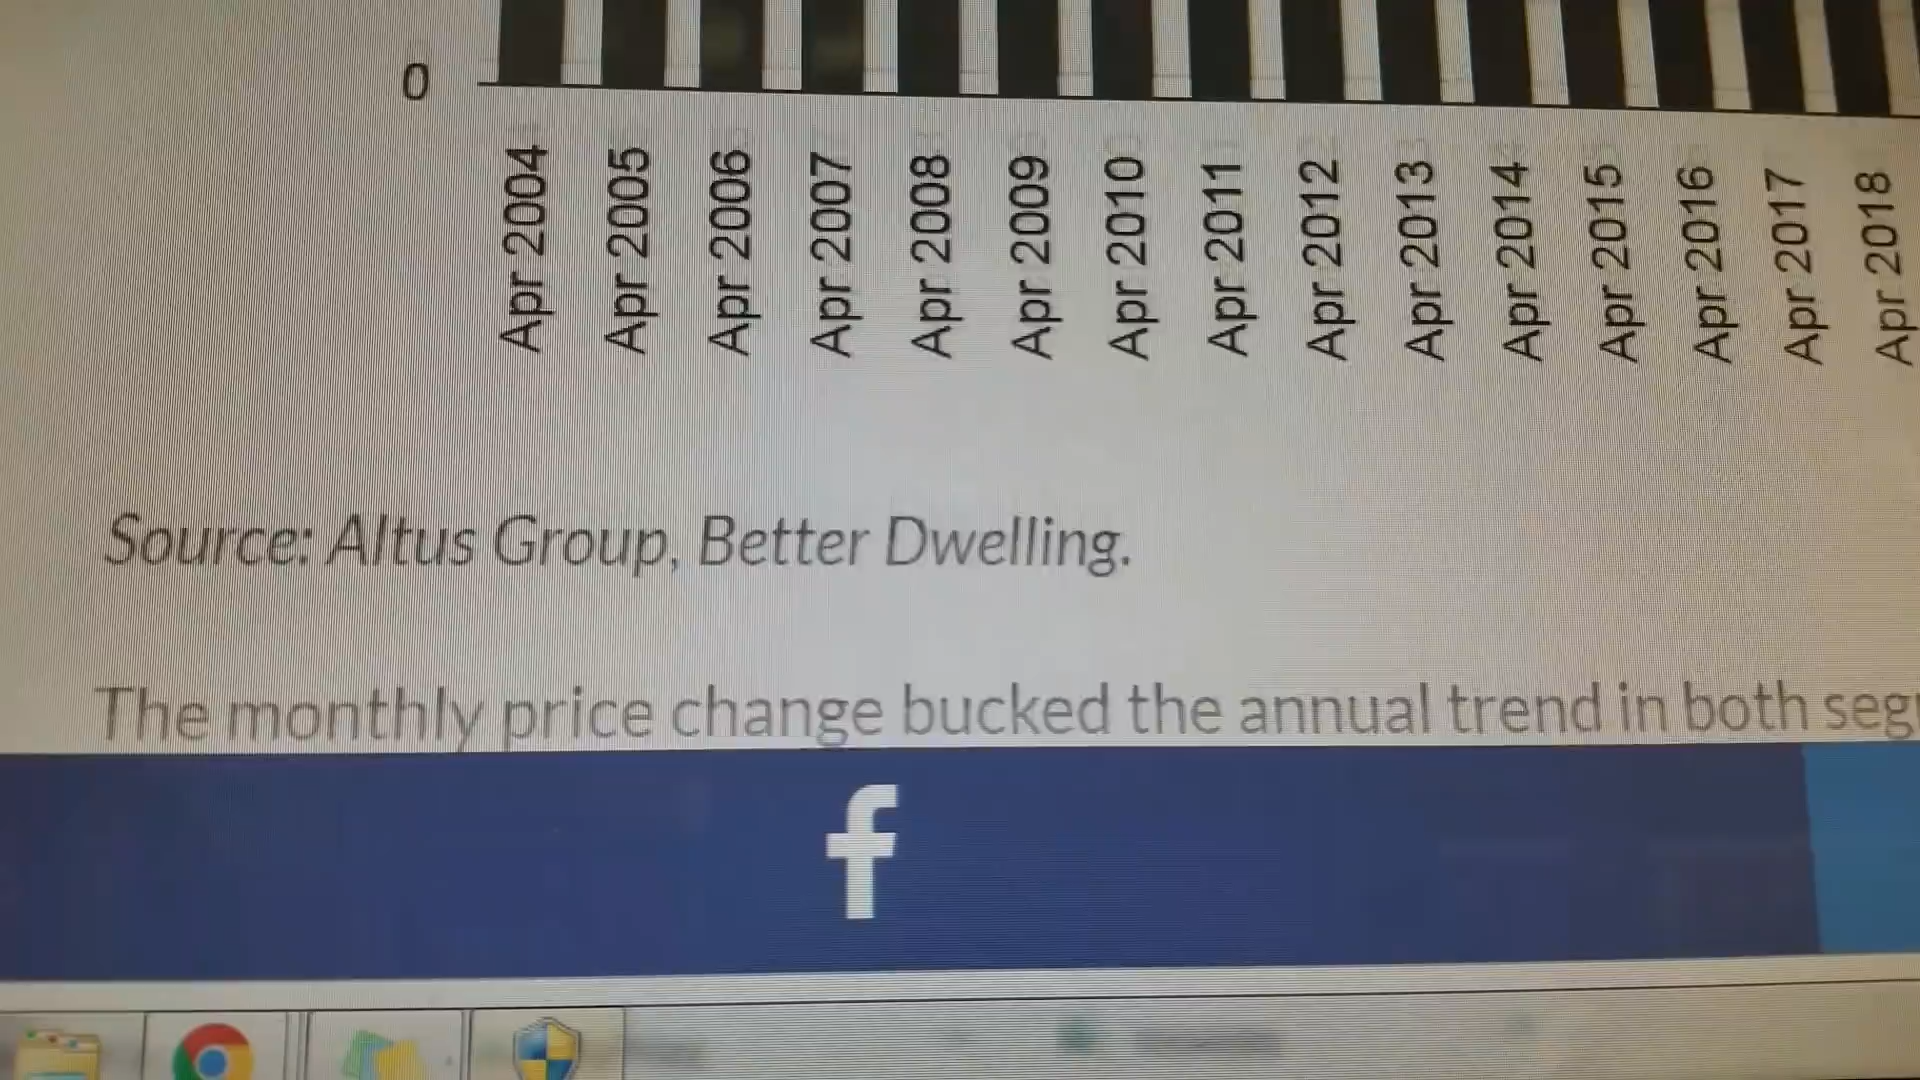 0
Apr 2004
Apr 2005
Apr 2006
Apr 2007
Apr 2008
Apr 2009
Apr 2010
Apr 2011
Apr 2012
Apr 2013
Apr 2014
Apr 2015
Apr 2016
Apr 2017
Apr 2018
Source: Altus Group, Better Dwelling.
The monthly price change bucked the annual trend in both seg
f